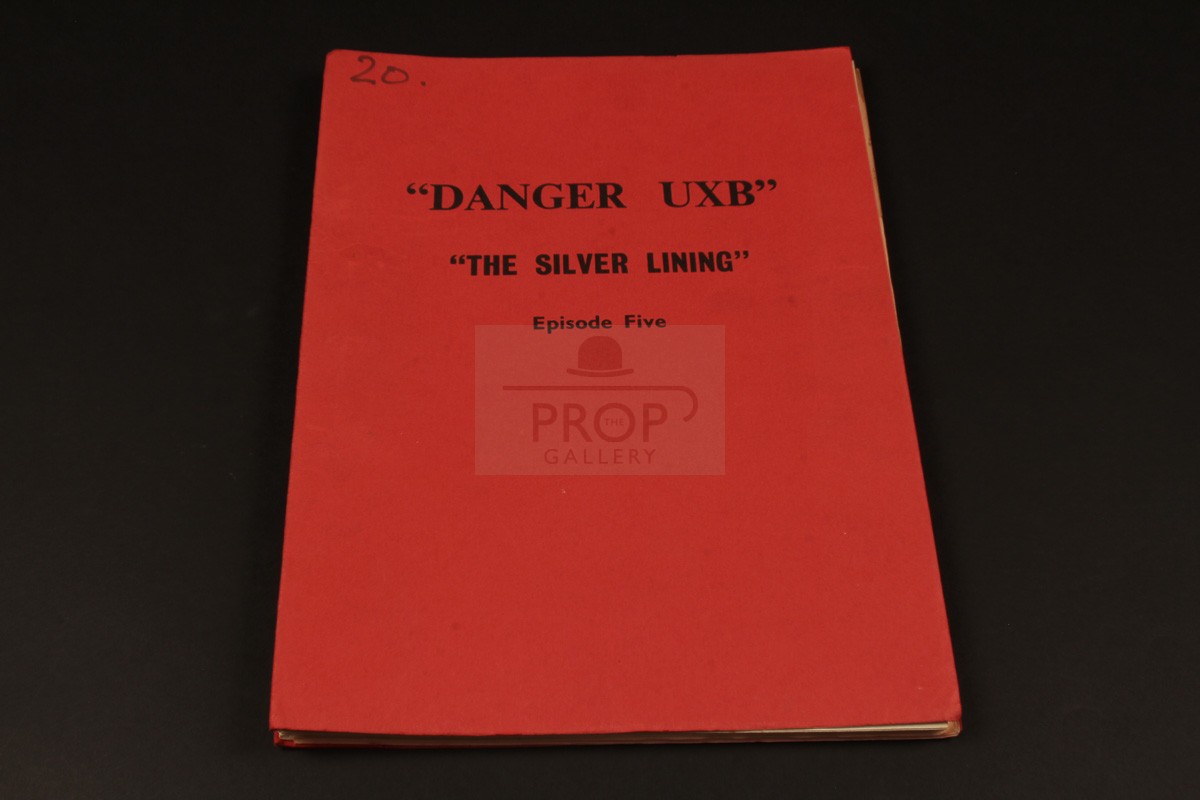 20.
“DANGER UXB”
“THE SILVER LINING”
Episode Five
THE
PROP
GALLERY